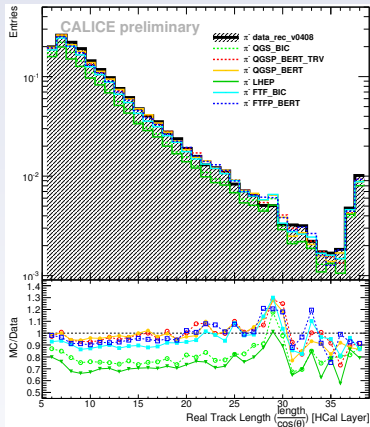 Entries
CALICE preliminary
π⁻ data_rec_v0408
π⁻ QGS_BIC
π⁻ QGSP_BERT_TRV
π⁻ QGSP_BERT
π⁻ LHEP
π⁻ FTF_BIC
π⁻ FTFP_BERT
10⁻¹
10⁻²
10⁻³
MC/Data
1.4
1.3
1.2
1.1
1.0
0.9
0.8
0.7
0.6
0.5
5 10 15 20 25 30 35
Real Track Length (length/cos(θ)) [HCal Layer]